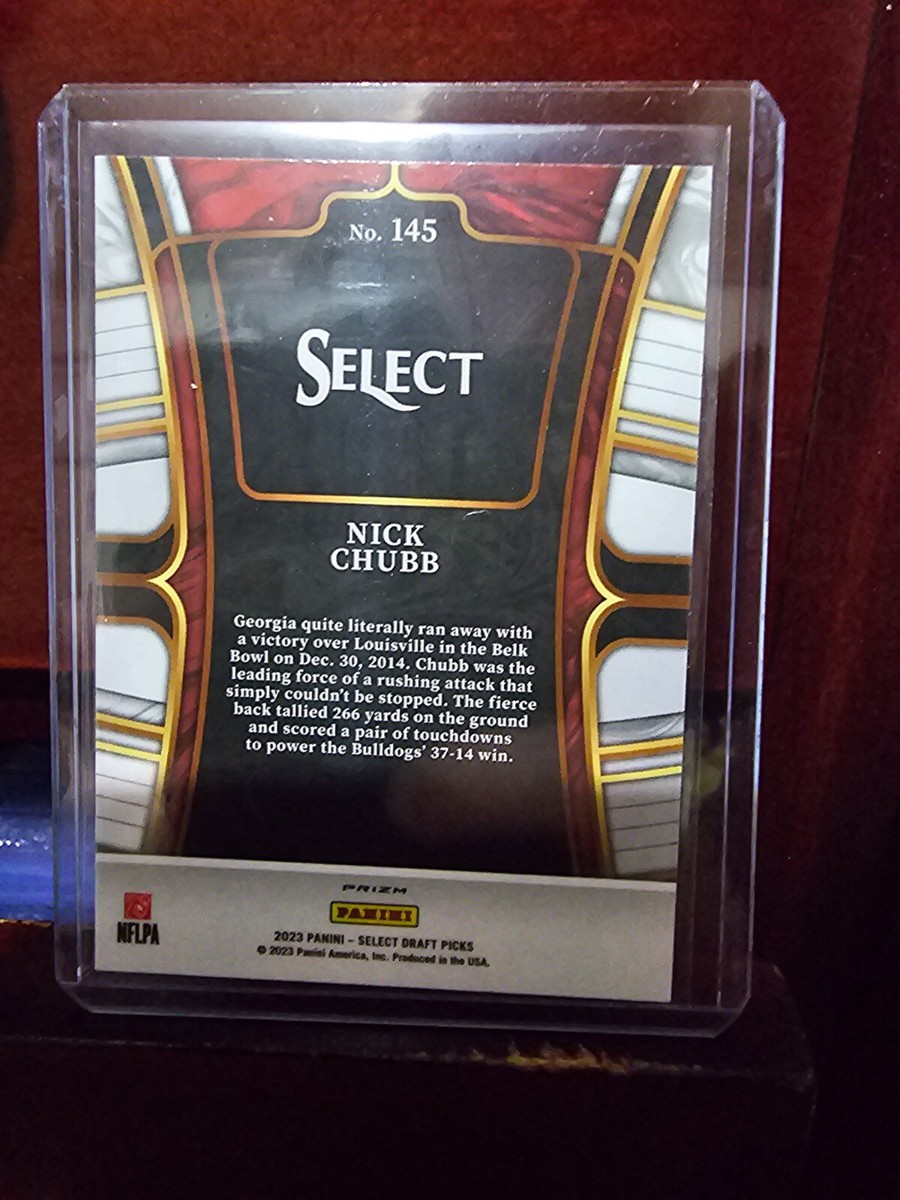 No. 145
SELECT
NICK
CHUBB
Georgia quite literally ran away with
a victory over Louisville in the Belk
Bowl on Dec. 30, 2014. Chubb was the
leading force of a rushing attack that
simply couldn't be stopped. The fierce
back tallied 266 yards on the ground
and scored a pair of touchdowns
to power the Bulldogs' 37-14 win.
PRIZM
PANINI
NFLPA
2023 PANINI – SELECT DRAFT PICKS
© 2023 Panini America, Inc. Produced in the USA.